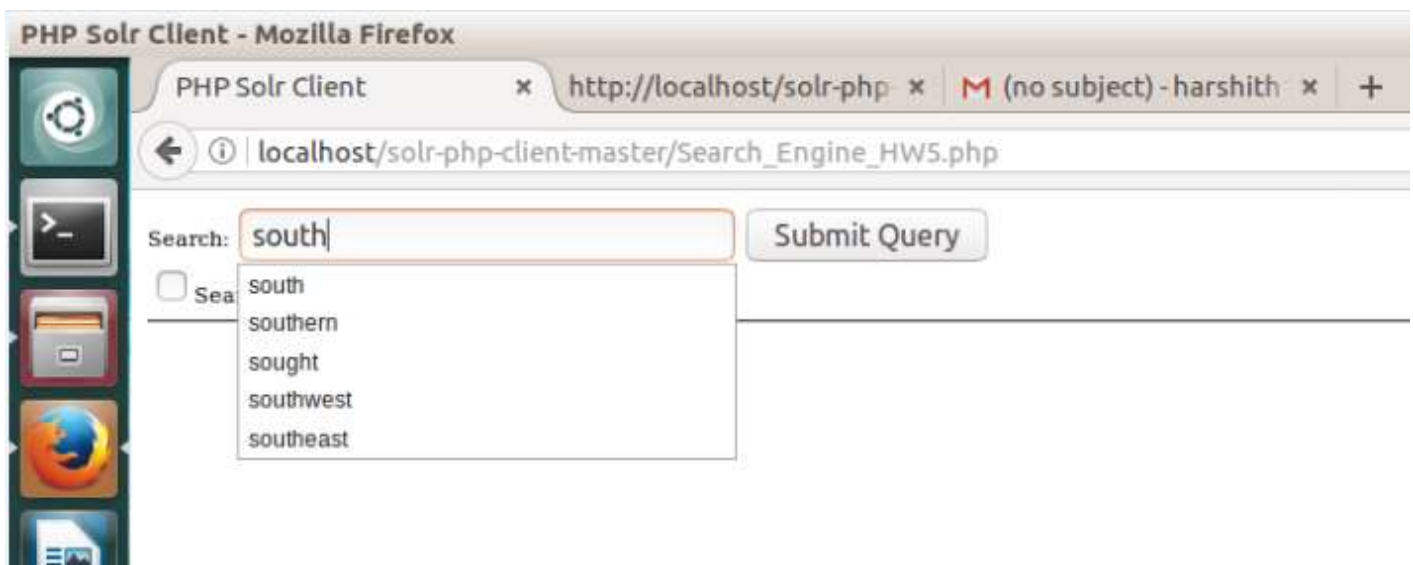 PHP Solr Client - Mozilla Firefox
PHP Solr Client × http://localhost/solr-php × (no subject) - harshith × +
localhost/solr-php-client-master/Search_Engine_HW5.php
Search: south Submit Query
Sea
south
southern
sought
southwest
southeast